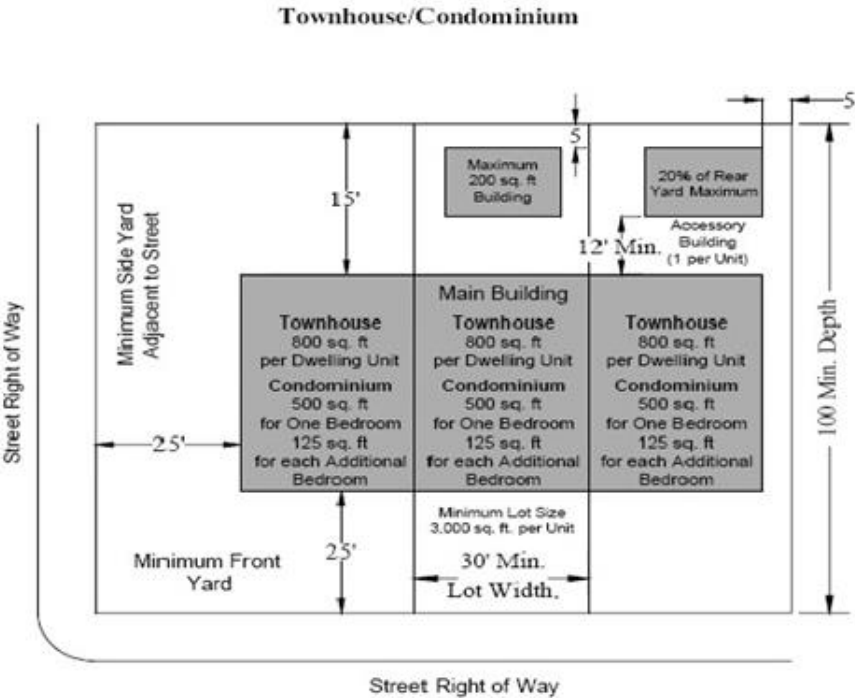 Townhouse/Condominium
5
5
Maximum
200 sq. ft
Building
20% of Rear
Yard Maximum
15'
Accessory
Building
(1 per Unit)
12' Min.
Minimum Side Yard
Adjacent to Street
Main Building
Townhouse
800 sq. ft
per Dwelling Unit
Condominium
500 sq. ft
for One Bedroom
125 sq. ft
for each Additional
Bedroom
Townhouse
800 sq. ft
per Dwelling Unit
Condominium
500 sq. ft
for One Bedroom
125 sq. ft
for each Additional
Bedroom
Townhouse
800 sq. ft
per Dwelling Unit
Condominium
500 sq. ft
for One Bedroom
125 sq. ft
for each Additional
Bedroom
100 Min. Depth
Street Right of Way
25'
Minimum Lot Size
3,000 sq. ft. per Unit
25'
Minimum Front
Yard
30' Min.
Lot Width.
Street Right of Way